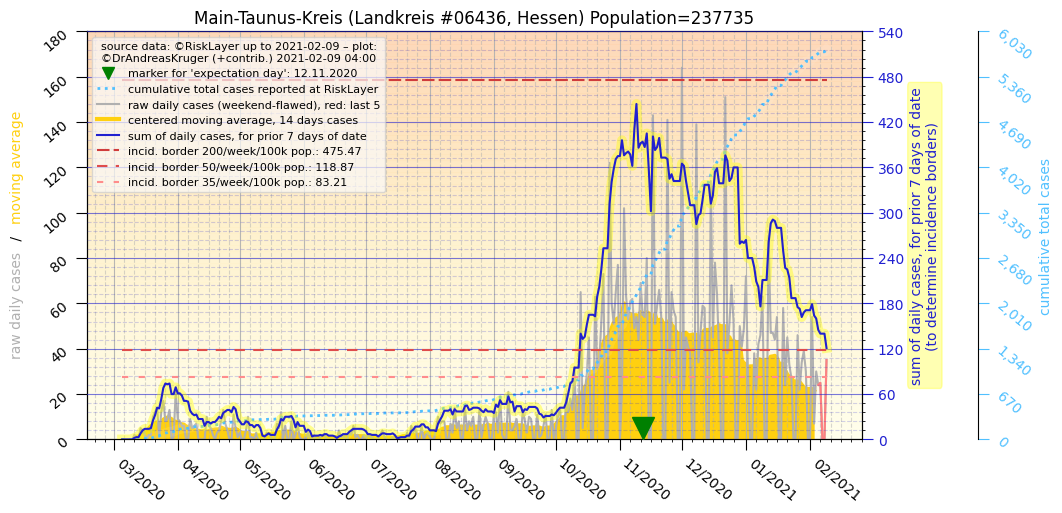 Main-Taunus-Kreis (Landkreis #06436, Hessen) Population=237735
source data: ©RiskLayer up to 2021-02-09 – plot:
©DrAndreasKruger (+contrib.) 2021-02-09 04:00
marker for 'expectation day': 12.11.2020
cumulative total cases reported at RiskLayer
raw daily cases (weekend-flawed), red: last 5
centered moving average, 14 days cases
sum of daily cases, for prior 7 days of date
incid. border 200/week/100k pop.: 475.47
incid. border 50/week/100k pop.: 118.87
incid. border 35/week/100k pop.: 83.21
raw daily cases / moving average
180
160
140
120
100
80
60
40
20
0
03/2020
04/2020
05/2020
06/2020
07/2020
08/2020
09/2020
10/2020
11/2020
12/2020
01/2021
02/2021
540
480
420
360
300
240
180
120
60
0
sum of daily cases, for prior 7 days of date
(to determine incidence borders)
6,030
5,360
4,690
4,020
3,350
2,680
2,010
1,340
670
0
cumulative total cases